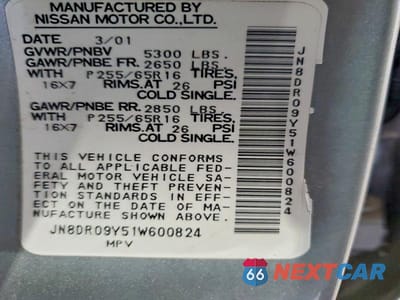 MANUFACTURED BY
NISSAN MOTOR CO.,LTD.
DATE 3/01
GVWR/PNBV 5300 LBS.
GAWR/PNBE FR. 2650 LBS.
WITH P255/65R16 TIRES,
16X7 RIMS.AT 26 PSI
COLD SINGLE.
GAWR/PNBE RR. 2850 LBS.
WITH P255/65R16 TIRES,
16X7 RIMS.AT 26 PSI
COLD SINGLE.
THIS VEHICLE CONFORMS
TO ALL APPLICABLE FED-
ERAL MOTOR VEHICLE SA-
FETY AND THEFT PREVEN-
TION STANDARDS IN EFF-
ECT ON THE DATE OF MA-
NUFACTURE SHOWN ABOVE.
JN8DR09Y51W600824
MPV
JN8DR09Y51W600824
66 NEXTCAR